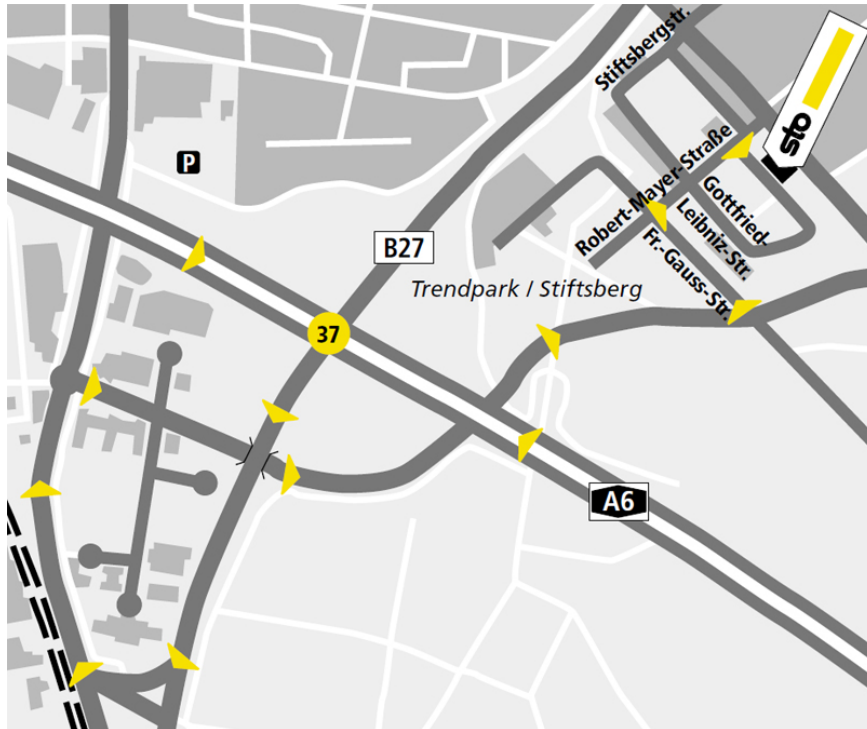 Stiftsbergstr.
sto
P
Robert-Mayer-Straße
Gottfried-
Leibniz-Str.
B27
Fr.-Gauss-Str.
Trendpark / Stiftsberg
37
A6